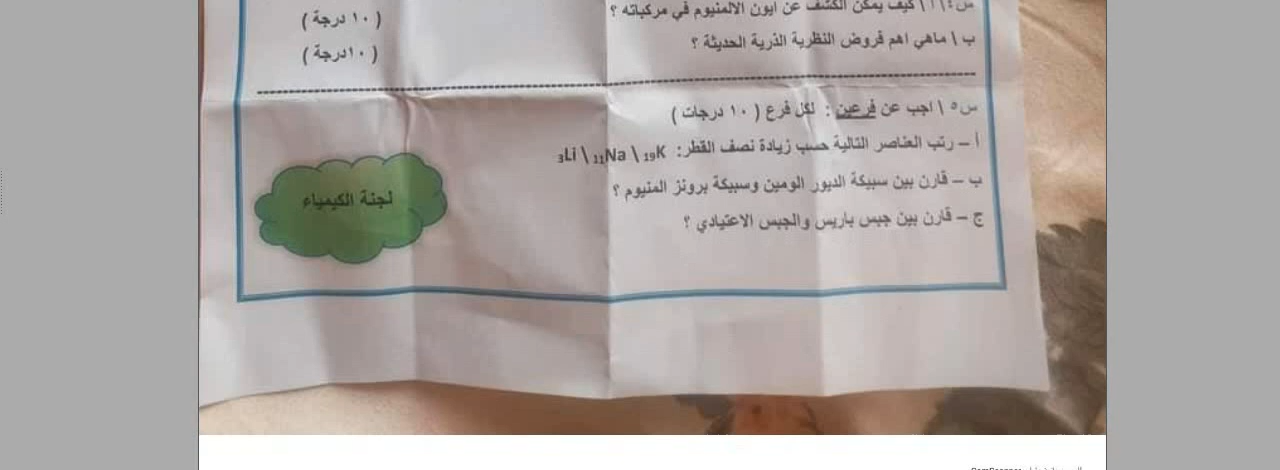 س٤ \ أ \ كيف يمكن الكشف عن ايون الالمنيوم في مركباته ؟ ( ١٠ درجة )
ب \ ماهي اهم فروض النظرية الذرية الحديثة ؟ ( ١٠درجة )
س٥ \ اجب عن فرعين : لكل فرع ( ١٠ درجات )
أ – رتب العناصر التالية حسب زيادة نصف القطر: ₃Li \ ₁₁Na \ ₁₉K
ب – قارن بين سبيكة الديور الومين وسبيكة برونز المنيوم ؟
ج – قارن بين جبس باريس والجبس الاعتيادي ؟
لجنة الكيمياء